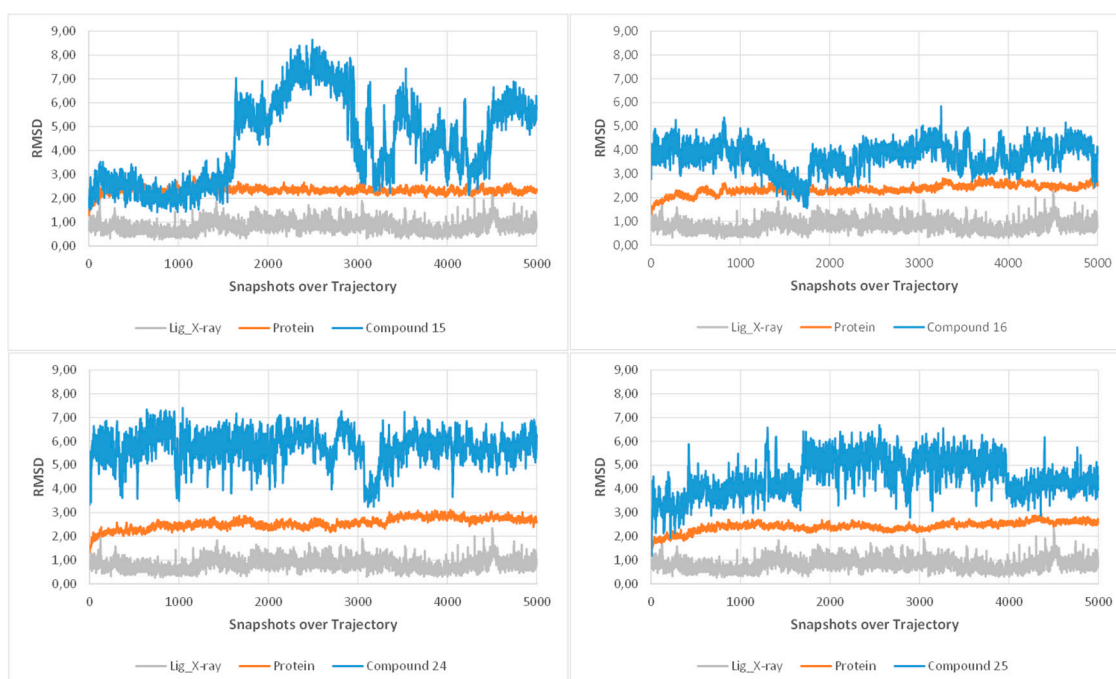 9,00
8,00
7,00
6,00
5,00
4,00
3,00
2,00
1,00
0,00
RMSD
0 1000 2000 3000 4000 5000
Snapshots over Trajectory
Lig_X-ray Protein Compound 15
9,00
8,00
7,00
6,00
5,00
4,00
3,00
2,00
1,00
0,00
RMSD
0 1000 2000 3000 4000 5000
Snapshots over Trajectory
Lig_X-ray Protein Compound 16
9,00
8,00
7,00
6,00
5,00
4,00
3,00
2,00
1,00
0,00
RMSD
0 1000 2000 3000 4000 5000
Snapshots over Trajectory
Lig_X-ray Protein Compound 24
9,00
8,00
7,00
6,00
5,00
4,00
3,00
2,00
1,00
0,00
RMSD
0 1000 2000 3000 4000 5000
Snapshots over Trajectory
Lig_X-ray Protein Compound 25